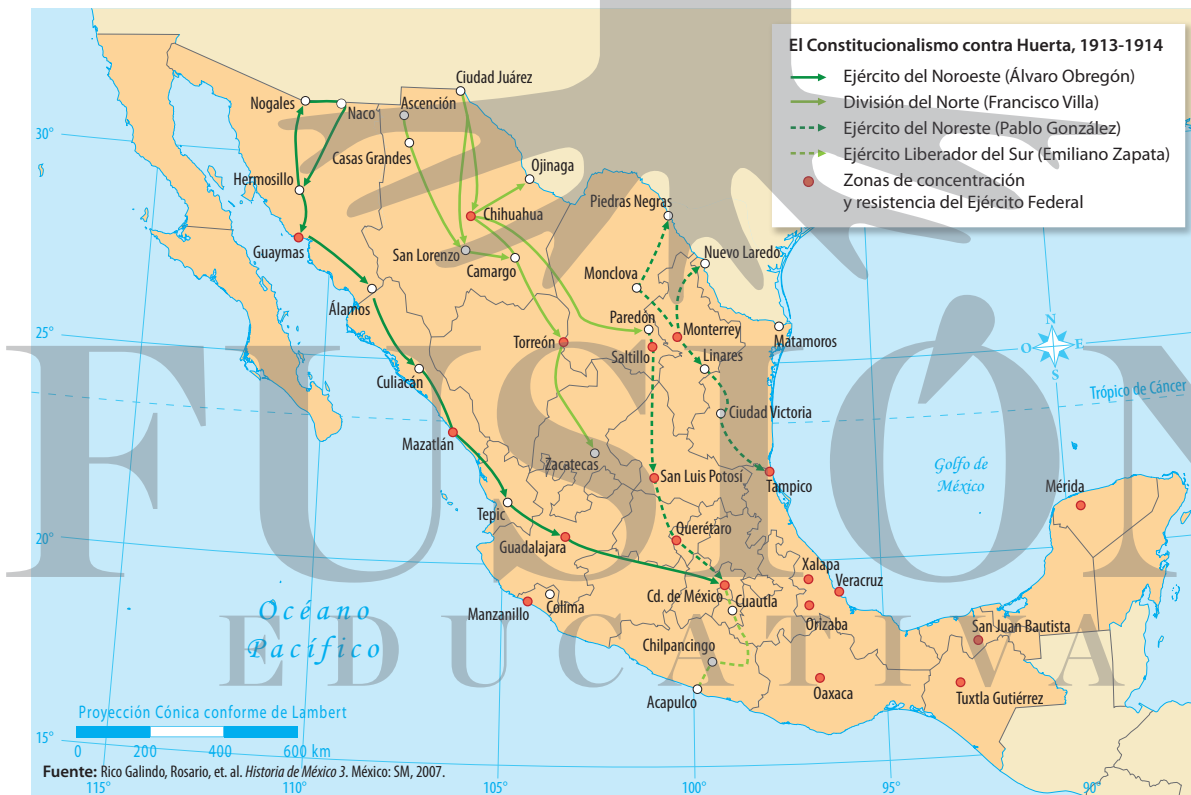 El Constitucionalismo contra Huerta, 1913-1914
Ejército del Noroeste (Álvaro Obregón)
División del Norte (Francisco Villa)
Ejército del Noreste (Pablo González)
Ejército Liberador del Sur (Emiliano Zapata)
Zonas de concentración
y resistencia del Ejército Federal
Ciudad Juárez
Nogales
Naco
Ascención
30°
Casas Grandes
Ojinaga
Hermosillo
Chihuahua
Piedras Negras
Guaymas
San Lorenzo
Camargo
Nuevo Laredo
Monclova
Álamos
Paredón
Monterrey
Matamoros
25°
Torreón
Saltillo
Linares
N
O
E
S
Culiacán
Trópico de Cáncer
Ciudad Victoria
Mazatlán
Zacatecas
San Luis Potosí
Tampico
Golfo de
México
Mérida
FUSIÓN
Tepic
Querétaro
20°
Guadalajara
Xalapa
Veracruz
Cd. de México
Cuautla
Manzanillo
Colima
Orizaba
Océano
Pacífico
San Juan Bautista
EDUCATIVA
Chilpancingo
Acapulco
Oaxaca
Tuxtla Gutiérrez
Proyección Cónica conforme de Lambert
0 200 400 600 km
15°
Fuente: Rico Galindo, Rosario, et. al. Historia de México 3. México: SM, 2007.
115° 110° 105° 100° 95° 90°